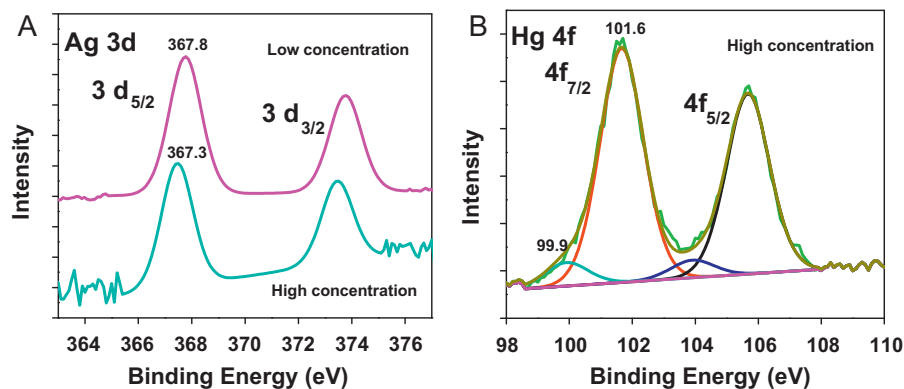 A
Ag 3d
367.8
Low concentration
3 d5/2
3 d3/2
367.3
High concentration
Intensity
364 366 368 370 372 374 376
Binding Energy (eV)
B
Hg 4f
101.6
High concentration
4f7/2
4f5/2
99.9
Intensity
98 100 102 104 106 108 110
Binding Energy (eV)